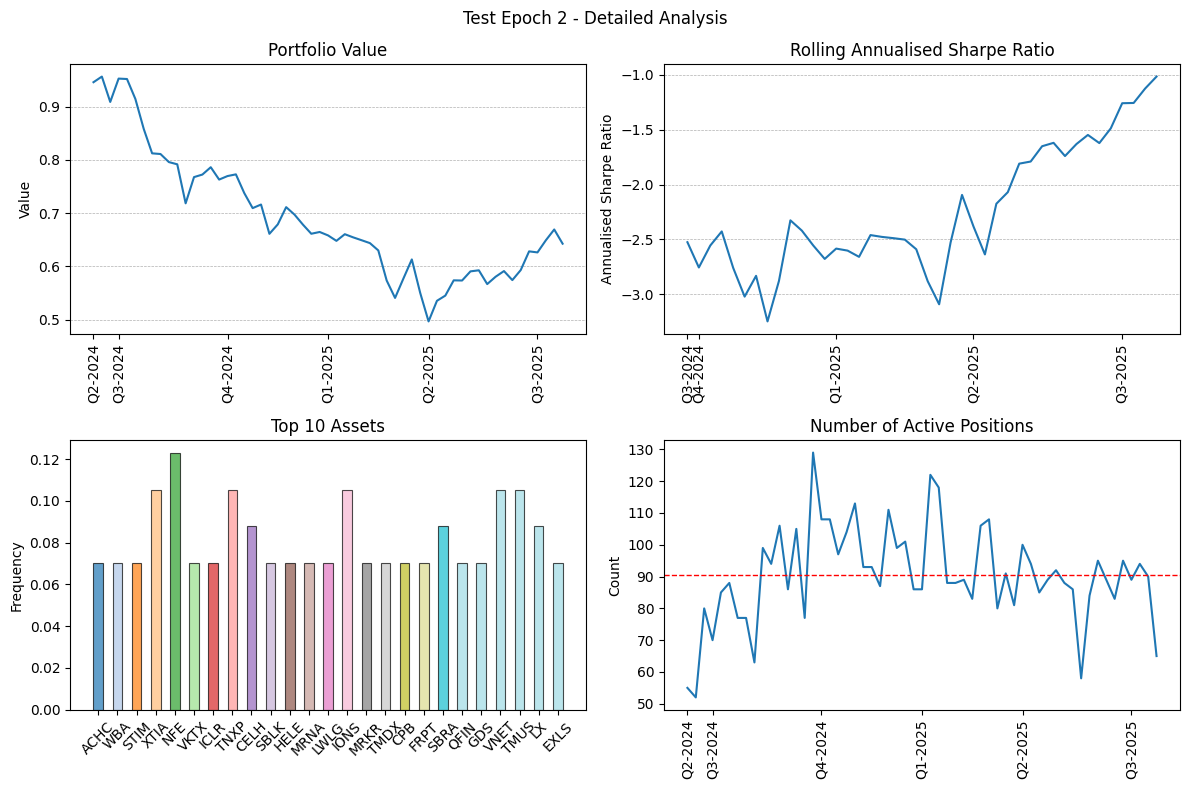 Test Epoch 2 - Detailed Analysis
Portfolio Value
Value
0.9
0.8
0.7
0.6
0.5
Q2-2024
Q3-2024
Q4-2024
Q1-2025
Q2-2025
Q3-2025
Rolling Annualised Sharpe Ratio
Annualised Sharpe Ratio
−1.0
−1.5
−2.0
−2.5
−3.0
Q3-2024
Q4-2024
Q1-2025
Q2-2025
Q3-2025
Top 10 Assets
Frequency
0.12
0.10
0.08
0.06
0.04
0.02
0.00
ACHC
WBA
STIM
XTIA
NFE
VKTX
ICLR
TNXP
CELH
SBLK
HELE
MRNA
LWLG
IONS
MRKR
TMDX
CPB
FRPT
SBRA
QFIN
GDS
VNET
TMUS
LX
EXLS
Number of Active Positions
Count
130
120
110
100
90
80
70
60
50
Q2-2024
Q3-2024
Q4-2024
Q1-2025
Q2-2025
Q3-2025